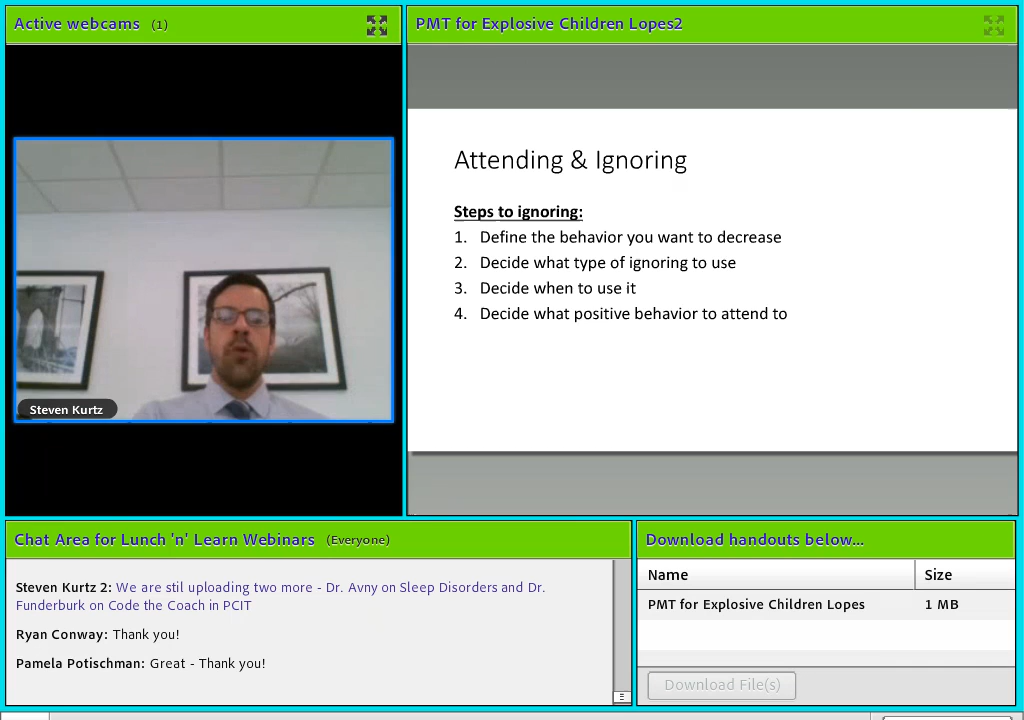 Active webcams (1)
PMT for Explosive Children Lopes2
Steven Kurtz
Attending & Ignoring
Steps to ignoring:
1. Define the behavior you want to decrease
2. Decide what type of ignoring to use
3. Decide when to use it
4. Decide what positive behavior to attend to
Chat Area for Lunch 'n' Learn Webinars (Everyone)
Steven Kurtz 2: We are stil uploading two more - Dr. Avny on Sleep Disorders and Dr.
Funderburk on Code the Coach in PCIT
Ryan Conway: Thank you!
Pamela Potischman: Great - Thank you!
Download handouts below...
Name Size
PMT for Explosive Children Lopes 1 MB
Download File(s)